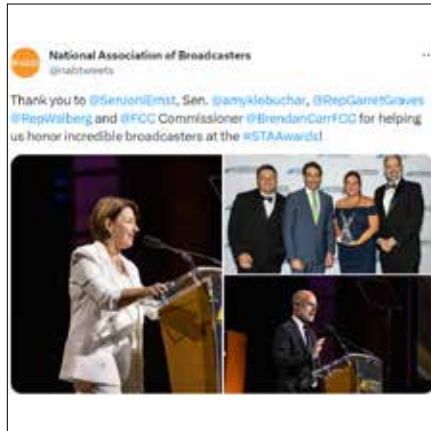 National Association of Broadcasters
@nabtweets
Thank you to @SenJoniErnst, Sen. @amyklobuchar, @RepGarretGraves
@RepWalberg and @FCC Commissioner @BrendanCarrFCC for helping
us honor incredible broadcasters at the #STAAwards!